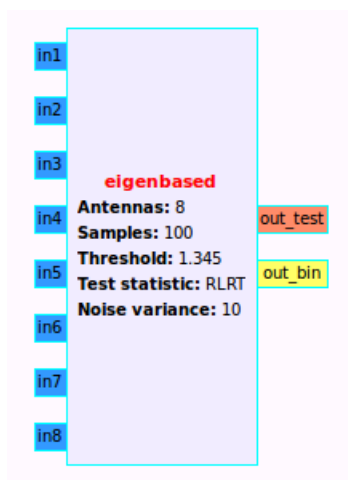 in1
in2
in3
eigenbased
Antennas: 8
in4
out_test
Samples: 100
Threshold: 1.345
in5
out_bin
Test statistic: RLRT
Noise variance: 10
in6
in7
in8